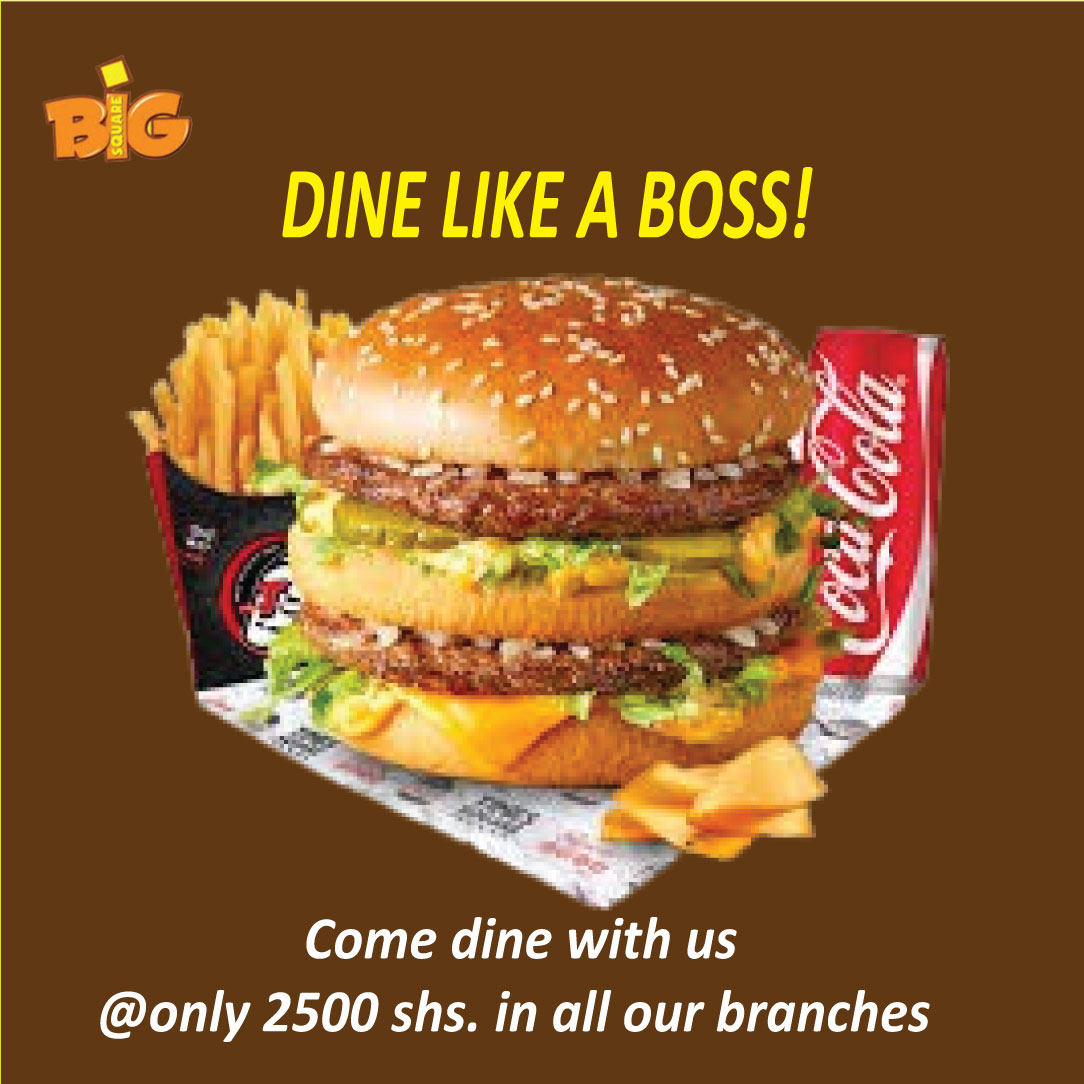 BiG
SQUARE
DINE LIKE A BOSS!
Coca-Cola
Come dine with us
@only 2500 shs. in all our branches